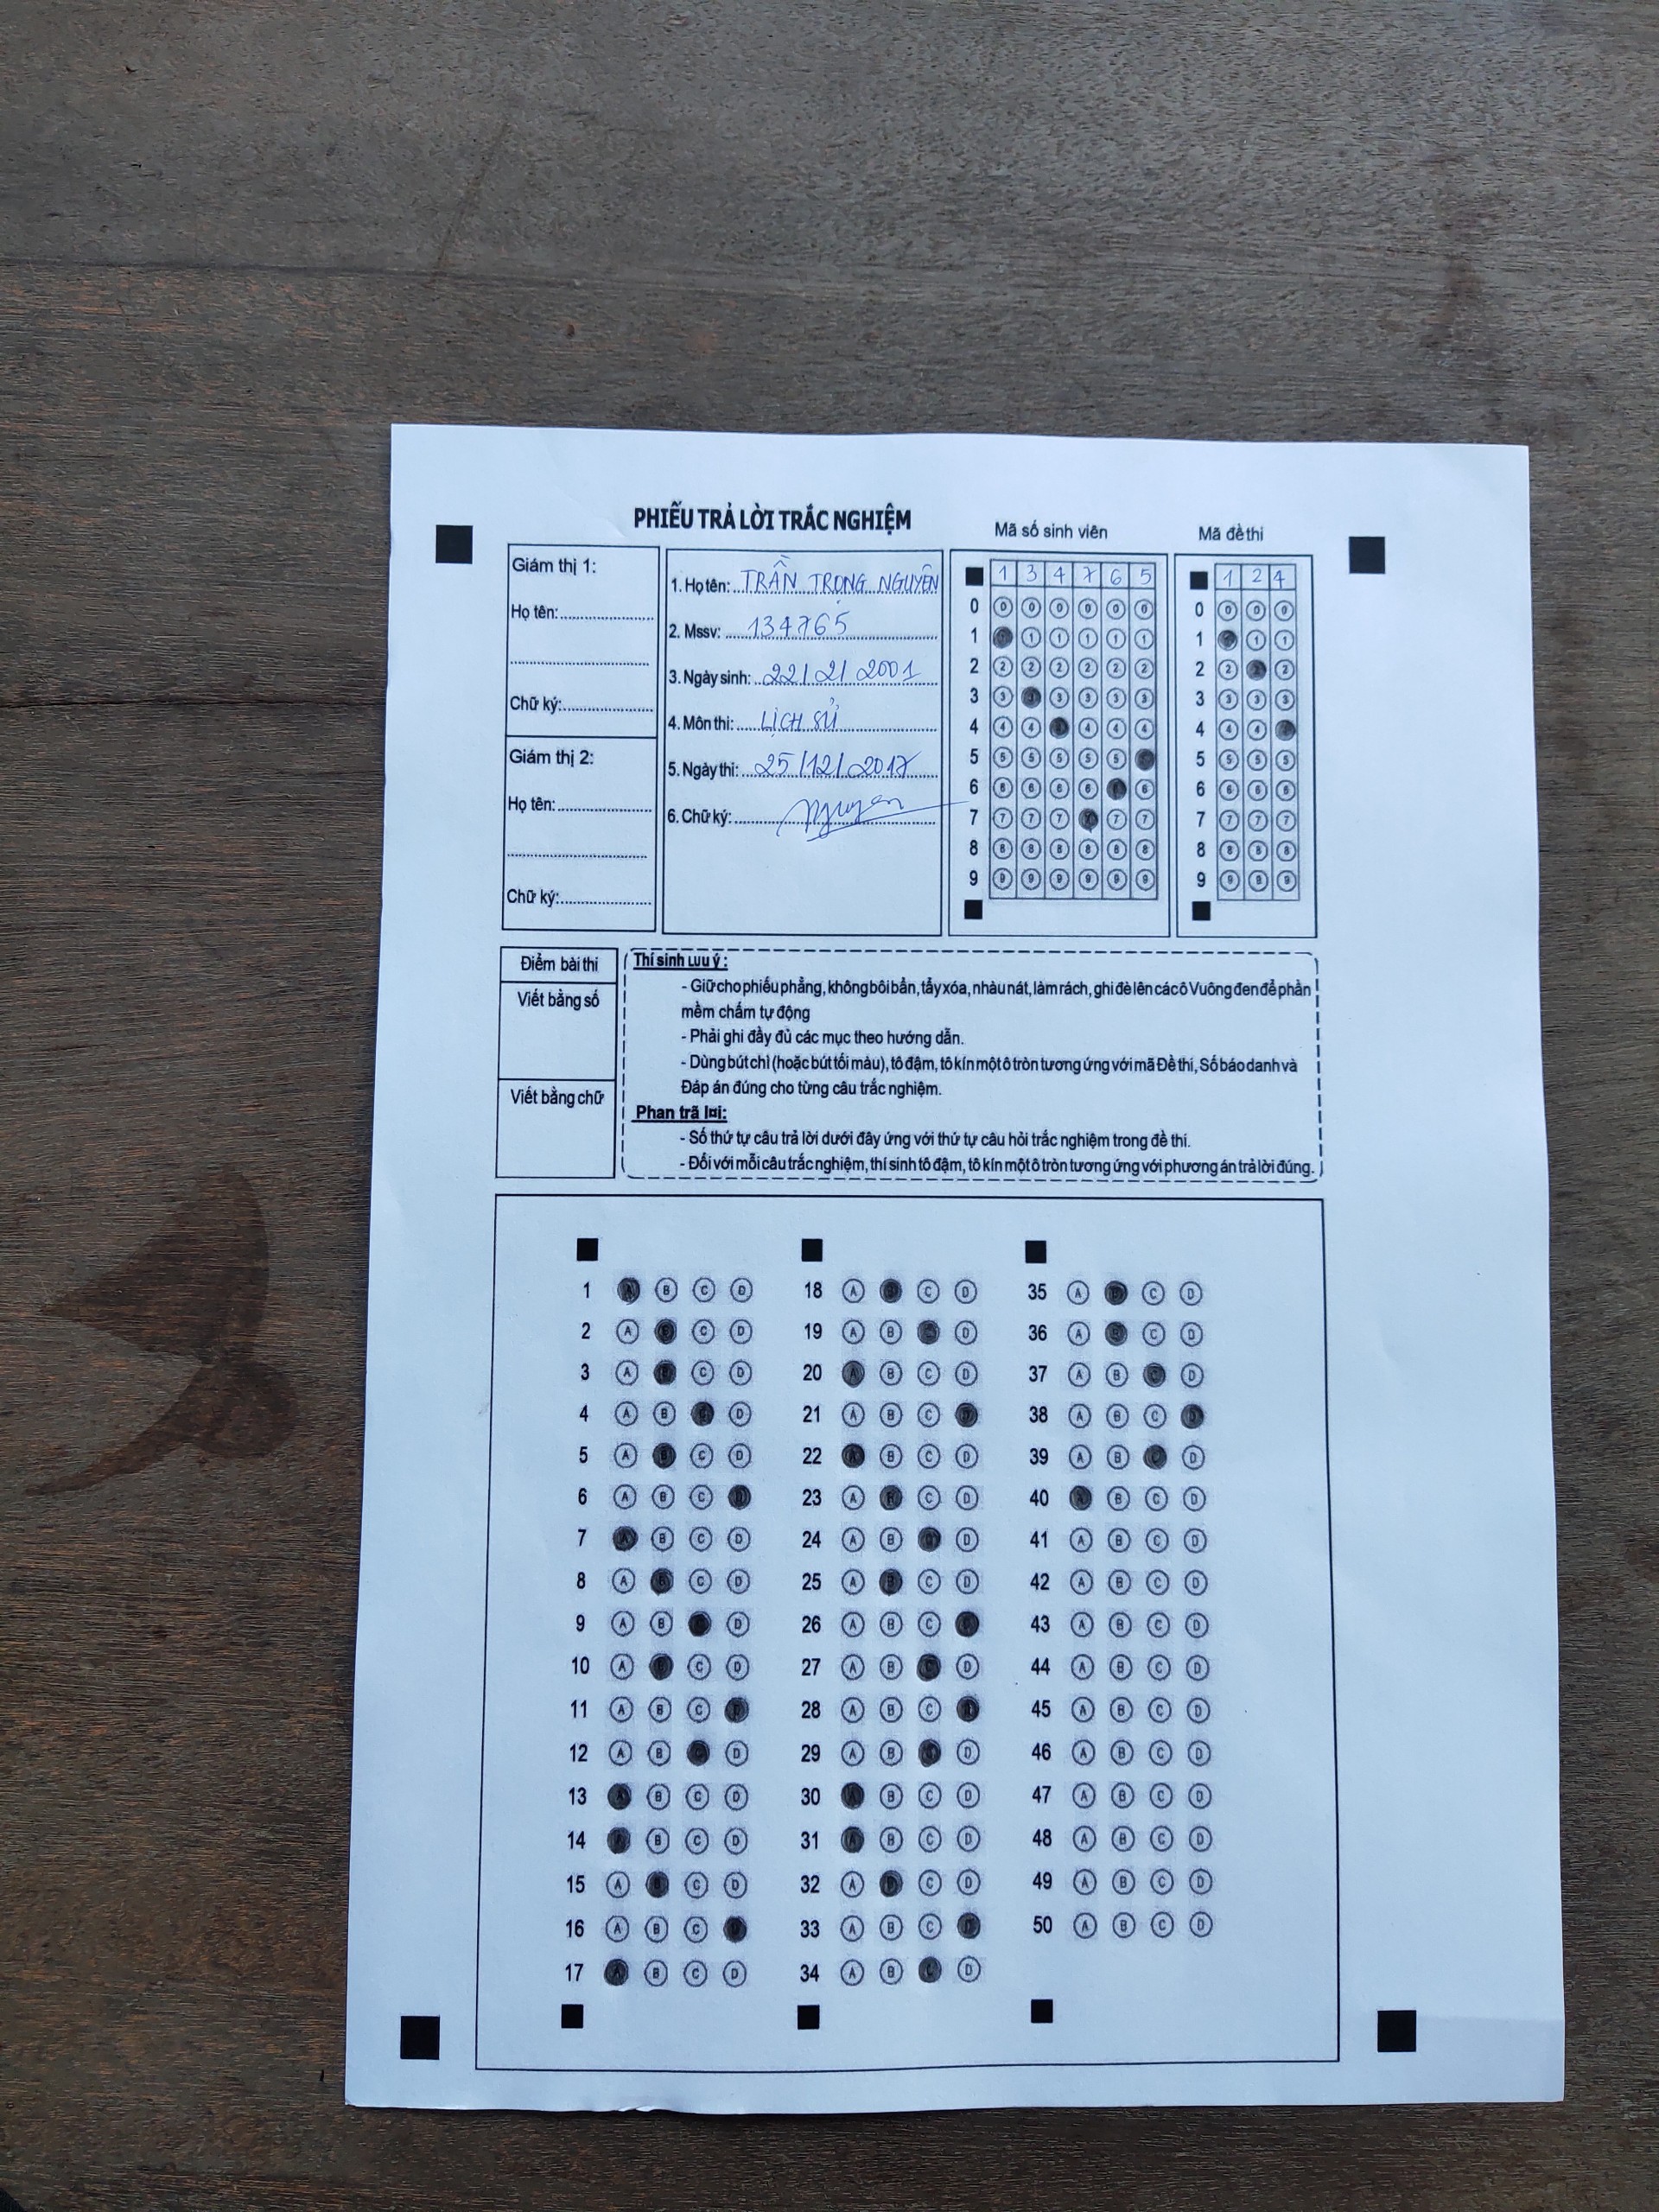 PHIẾU TRẢ LỜI TRẮC NGHIỆM
Giám thị 1:
Họ tên:
Chữ ký:
Giám thị 2:
Họ tên:
Chữ ký:
1. Họ tên: TRẦN TRỌNG NGUYÊN
2. Mssv: 134765
3. Ngày sinh: 22/2/2001
4. Môn thi: LỊCH SỬ
5. Ngày thi: 25/12/2017
6. Chữ ký: Nguyen
Mã số sinh viên
1 3 4 7 6 5
0 0 0 0 0 0 0
1 1 1 1 1 1
2 2 2 2 2 2 2
3 3 3 3 3 3
4 4 4 4 4 4
5 5 5 5 5 5
6 6 6 6 6 6
7 7 7 7 7 7
8 8 8 8 8 8 8
9 9 9 9 9 9 9
Mã đề thi
1 2 4
0 0 0 0
1 1 1
2 2 2
3 3 3 3
4 4 4
5 5 5 5
6 6 6 6
7 7 7 7
8 8 8 8
9 9 9 9
Điểm bài thi
Viết bằng số
Viết bằng chữ
Thí sinh Lưu ý :
- Giữ cho phiếu phẳng, không bôi bẩn, tẩy xóa, nhàu nát, làm rách, ghi đè lên các ô Vuông đen để phần
mềm chấm tự động
- Phải ghi đầy đủ các mục theo hướng dẫn.
- Dùng bút chì (hoặc bút tối màu), tô đậm, tô kín một ô tròn tương ứng với mã Đề thi, Số báo danh và
Đáp án đúng cho từng câu trắc nghiệm.
Phan trã lơi:
- Số thứ tự câu trả lời dưới đây ứng với thứ tự câu hỏi trắc nghiệm trong đề thi.
- Đối với mỗi câu trắc nghiệm, thí sinh tô đậm, tô kín một ô tròn tương ứng với phương án trả lời đúng.
1 A B C D
2 A B C D
3 A B C D
4 A B C D
5 A B C D
6 A B C D
7 A B C D
8 A B C D
9 A B C D
10 A B C D
11 A B C D
12 A B C D
13 A B C D
14 A B C D
15 A B C D
16 A B C D
17 A B C D
18 A B C D
19 A B C D
20 A B C D
21 A B C D
22 A B C D
23 A B C D
24 A B C D
25 A B C D
26 A B C D
27 A B C D
28 A B C D
29 A B C D
30 A B C D
31 A B C D
32 A B C D
33 A B C D
34 A B C D
35 A B C D
36 A B C D
37 A B C D
38 A B C D
39 A B C D
40 A B C D
41 A B C D
42 A B C D
43 A B C D
44 A B C D
45 A B C D
46 A B C D
47 A B C D
48 A B C D
49 A B C D
50 A B C D